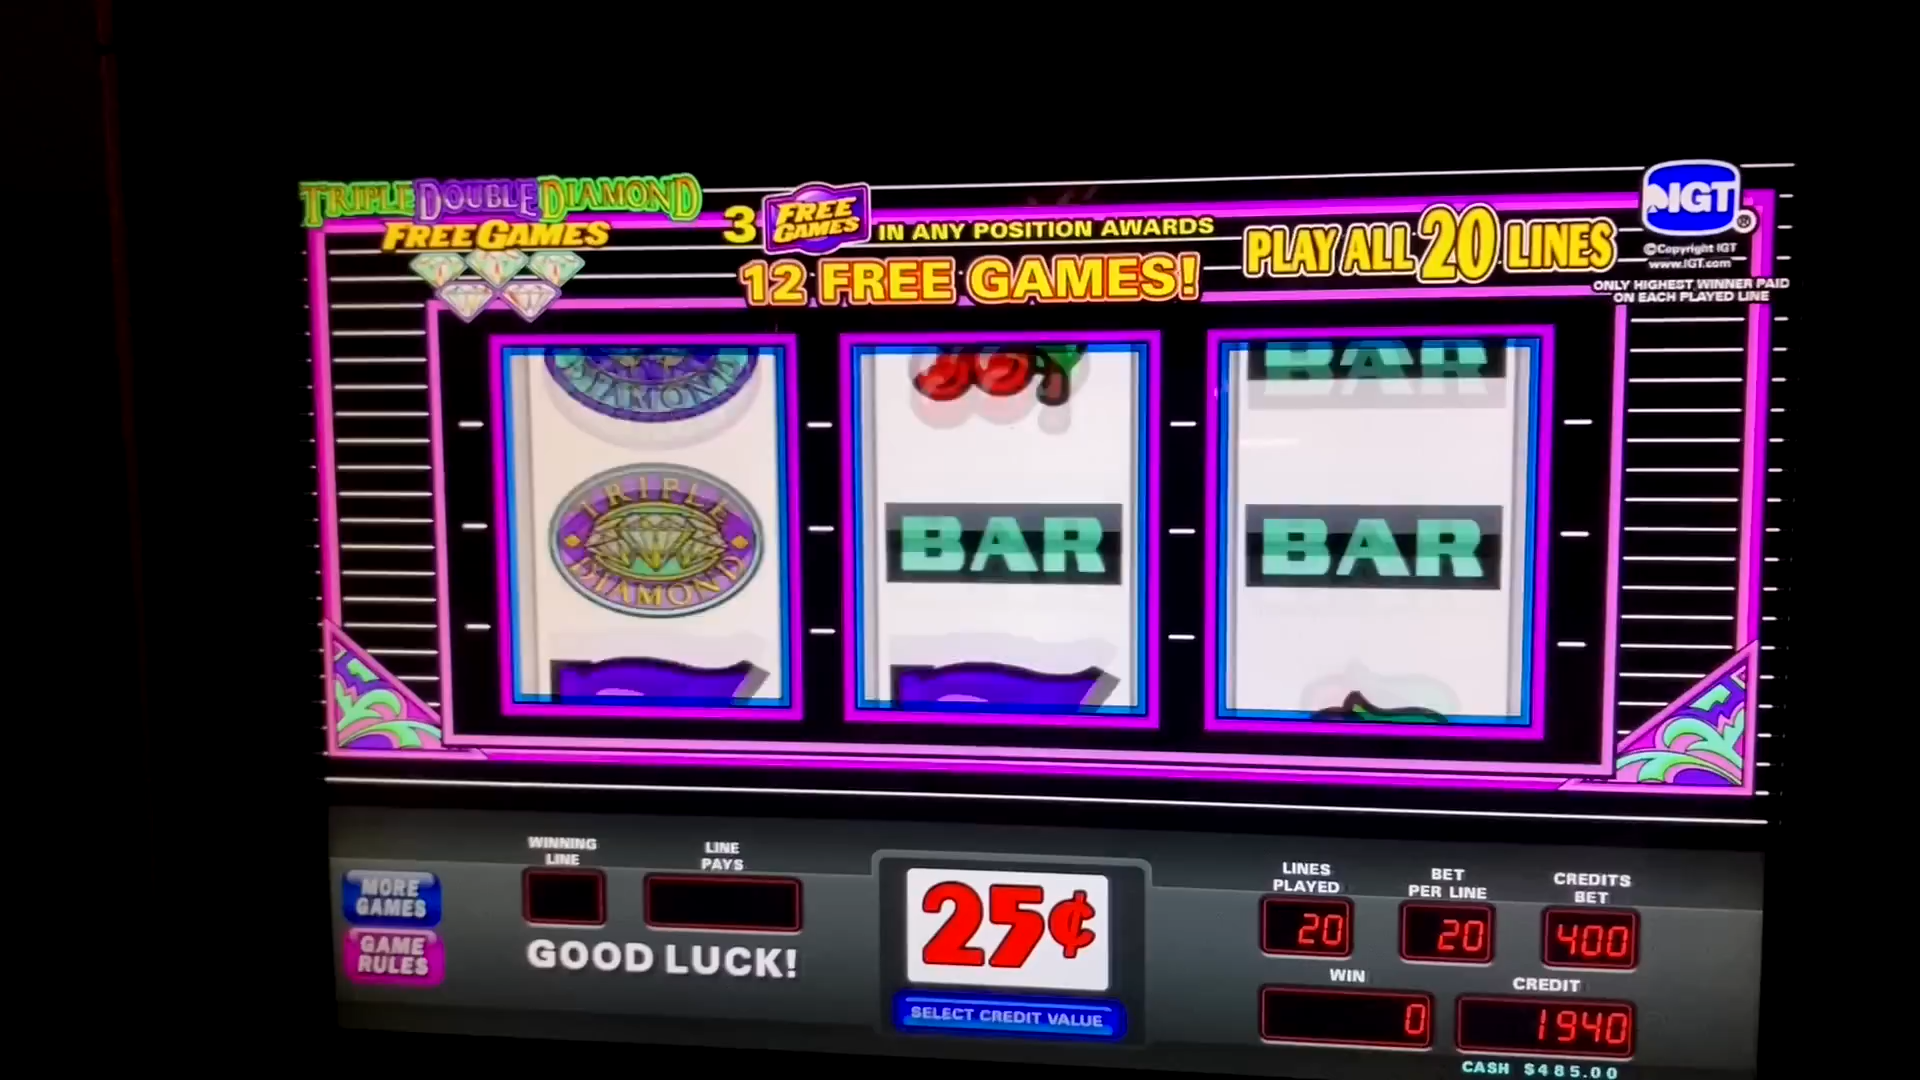 TRIPLE DOUBLE DIAMOND
FREE GAMES
3 FREE GAMES IN ANY POSITION AWARDS
12 FREE GAMES!
PLAY ALL 20 LINES
IGT ®
©Copyright IGT
www.IGT.com
ONLY HIGHEST WINNER PAID
ON EACH PLAYED LINE
DIAMOND
BAR
TRIPLE
DIAMOND
BAR
BAR
MORE
GAMES
GAME
RULES
WINNING
LINE
LINE
PAYS
GOOD LUCK!
25¢
SELECT CREDIT VALUE
LINES
PLAYED
20
BET
PER LINE
20
CREDITS
BET
400
WIN
0
CREDIT
1940
CASH $485.00